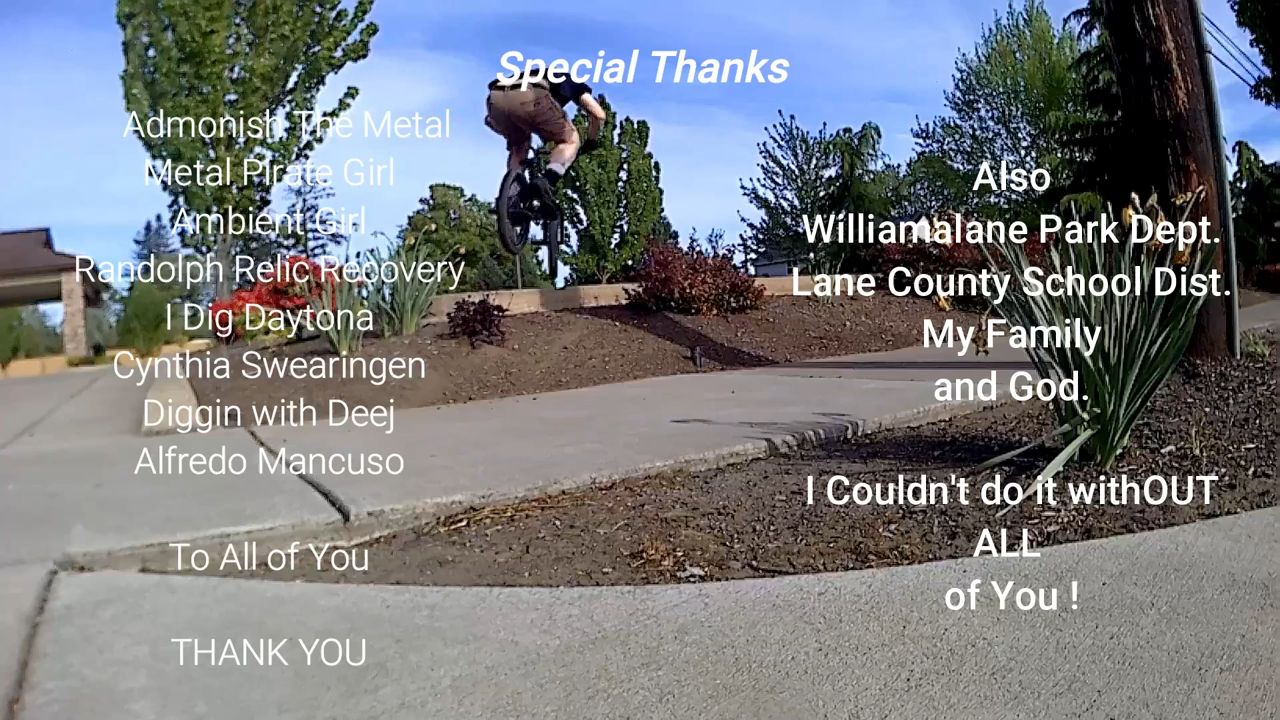 Special Thanks
Admonish The Metal
Metal Pirate Girl
Ambient Girl
Randolph Relic Recovery
I Dig Daytona
Cynthia Swearingen
Diggin with Deej
Alfredo Mancuso
To All of You
THANK YOU
Also
Williamalane Park Dept.
Lane County School Dist.
My Family
and God.
I Couldn't do it withOUT
ALL
of You !